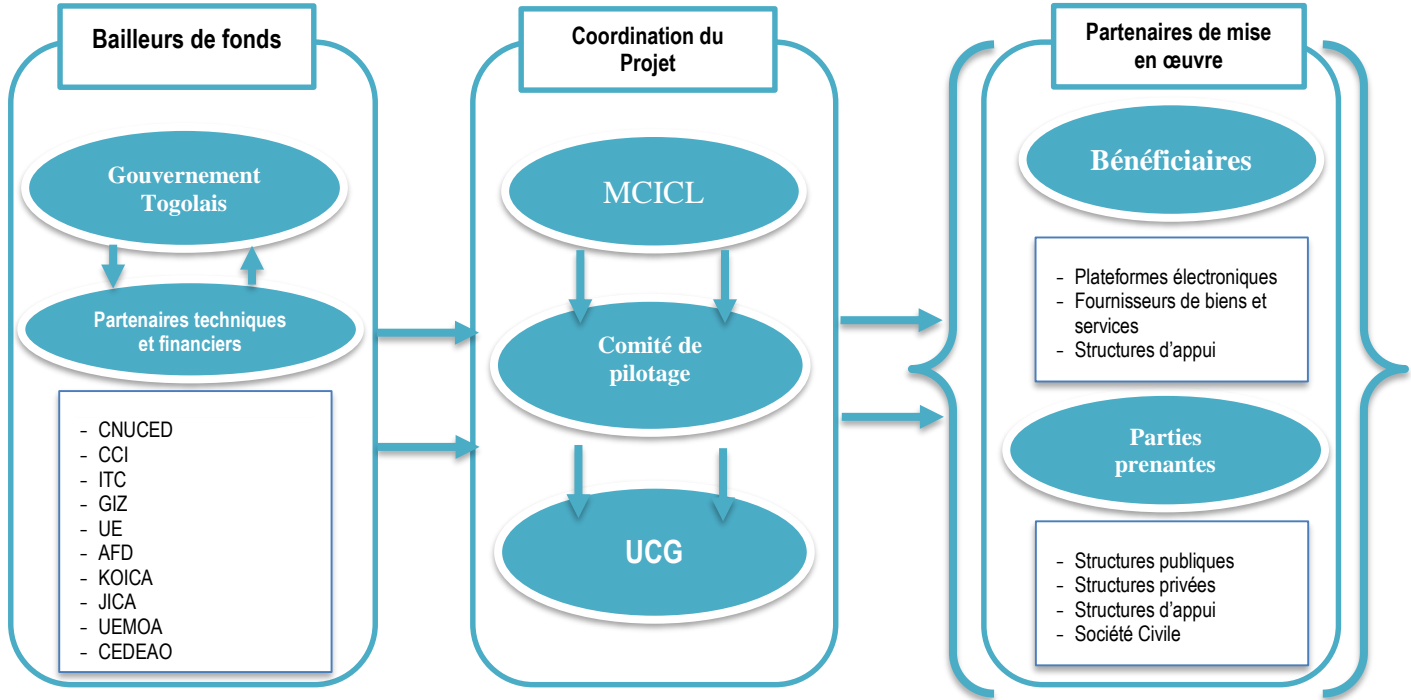 Bailleurs de fonds
Gouvernement
Togolais
Partenaires techniques
et financiers
- CNUCED
- CCI
- ITC
- GIZ
- UE
- AFD
- KOICA
- JICA
- UEMOA
- CEDEAO
Coordination du
Projet
MCICL
Comité de
pilotage
UCG
Partenaires de mise
en œuvre
Bénéficiaires
- Plateformes électroniques
- Fournisseurs de biens et
services
- Structures d’appui
Parties
prenantes
- Structures publiques
- Structures privées
- Structures d’appui
- Société Civile